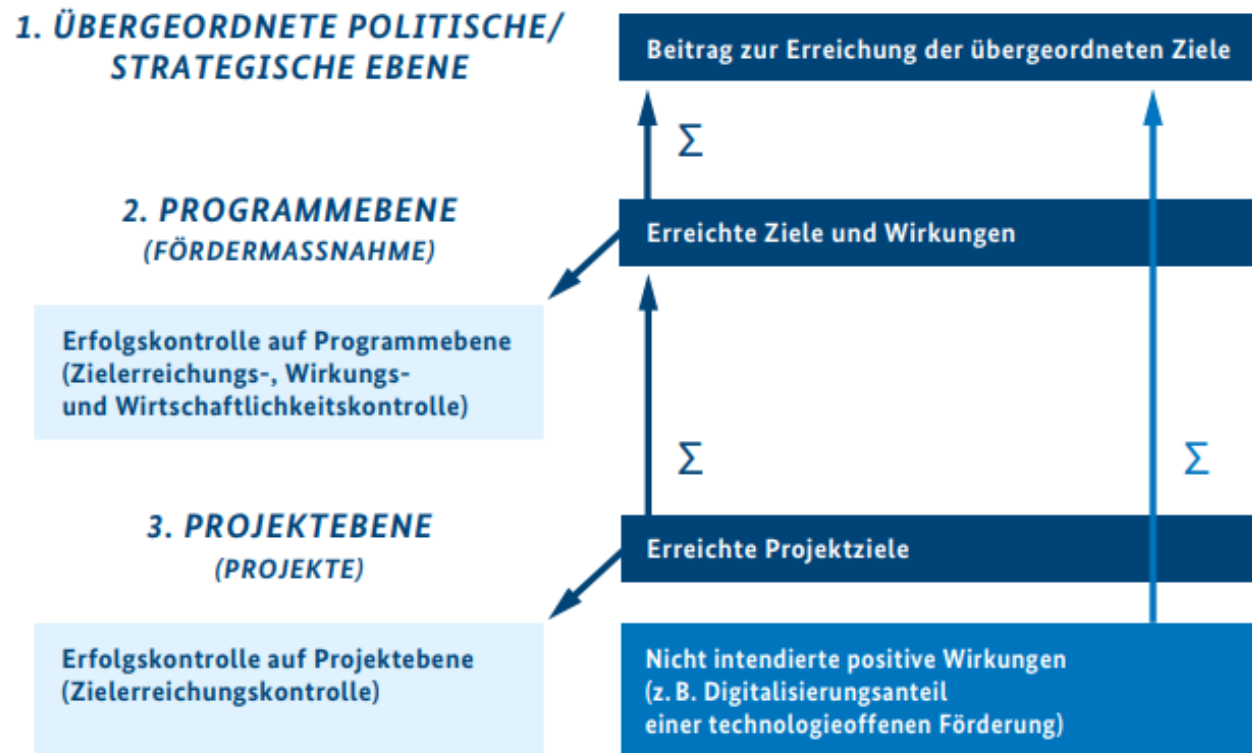 1. ÜBERGEORDNETE POLITISCHE/
STRATEGISCHE EBENE
Beitrag zur Erreichung der übergeordneten Ziele
Σ
2. PROGRAMMEBENE
(FÖRDERMASSNAHME)
Erreichte Ziele und Wirkungen
Erfolgskontrolle auf Programmebene
(Zielerreichungs-, Wirkungs-
und Wirtschaftlichkeitskontrolle)
Σ
Σ
3. PROJEKTEBENE
(PROJEKTE)
Erreichte Projektziele
Erfolgskontrolle auf Projektebene
(Zielerreichungskontrolle)
Nicht intendierte positive Wirkungen
(z. B. Digitalisierungsanteil
einer technologieoffenen Förderung)